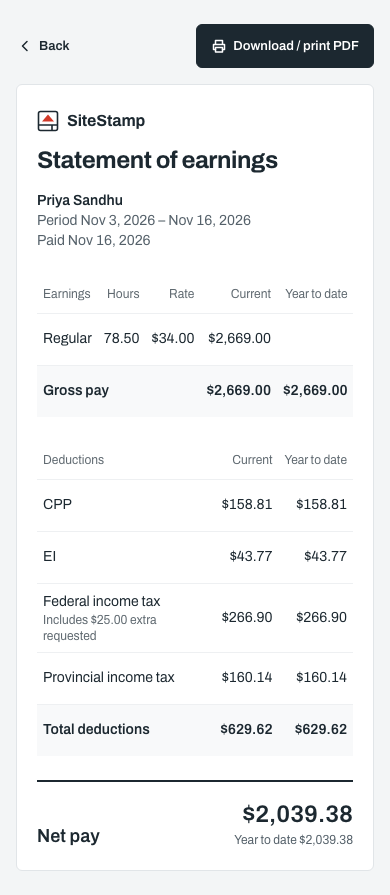 Back
Download / print PDF
SiteStamp
Statement of earnings
Priya Sandhu
Period Nov 3, 2026 – Nov 16, 2026
Paid Nov 16, 2026
Earnings Hours Rate Current Year to date
Regular 78.50 $34.00 $2,669.00
Gross pay $2,669.00 $2,669.00
Deductions Current Year to date
CPP $158.81 $158.81
EI $43.77 $43.77
Federal income tax $266.90 $266.90
Includes $25.00 extra
requested
Provincial income tax $160.14 $160.14
Total deductions $629.62 $629.62
Net pay $2,039.38
Year to date $2,039.38